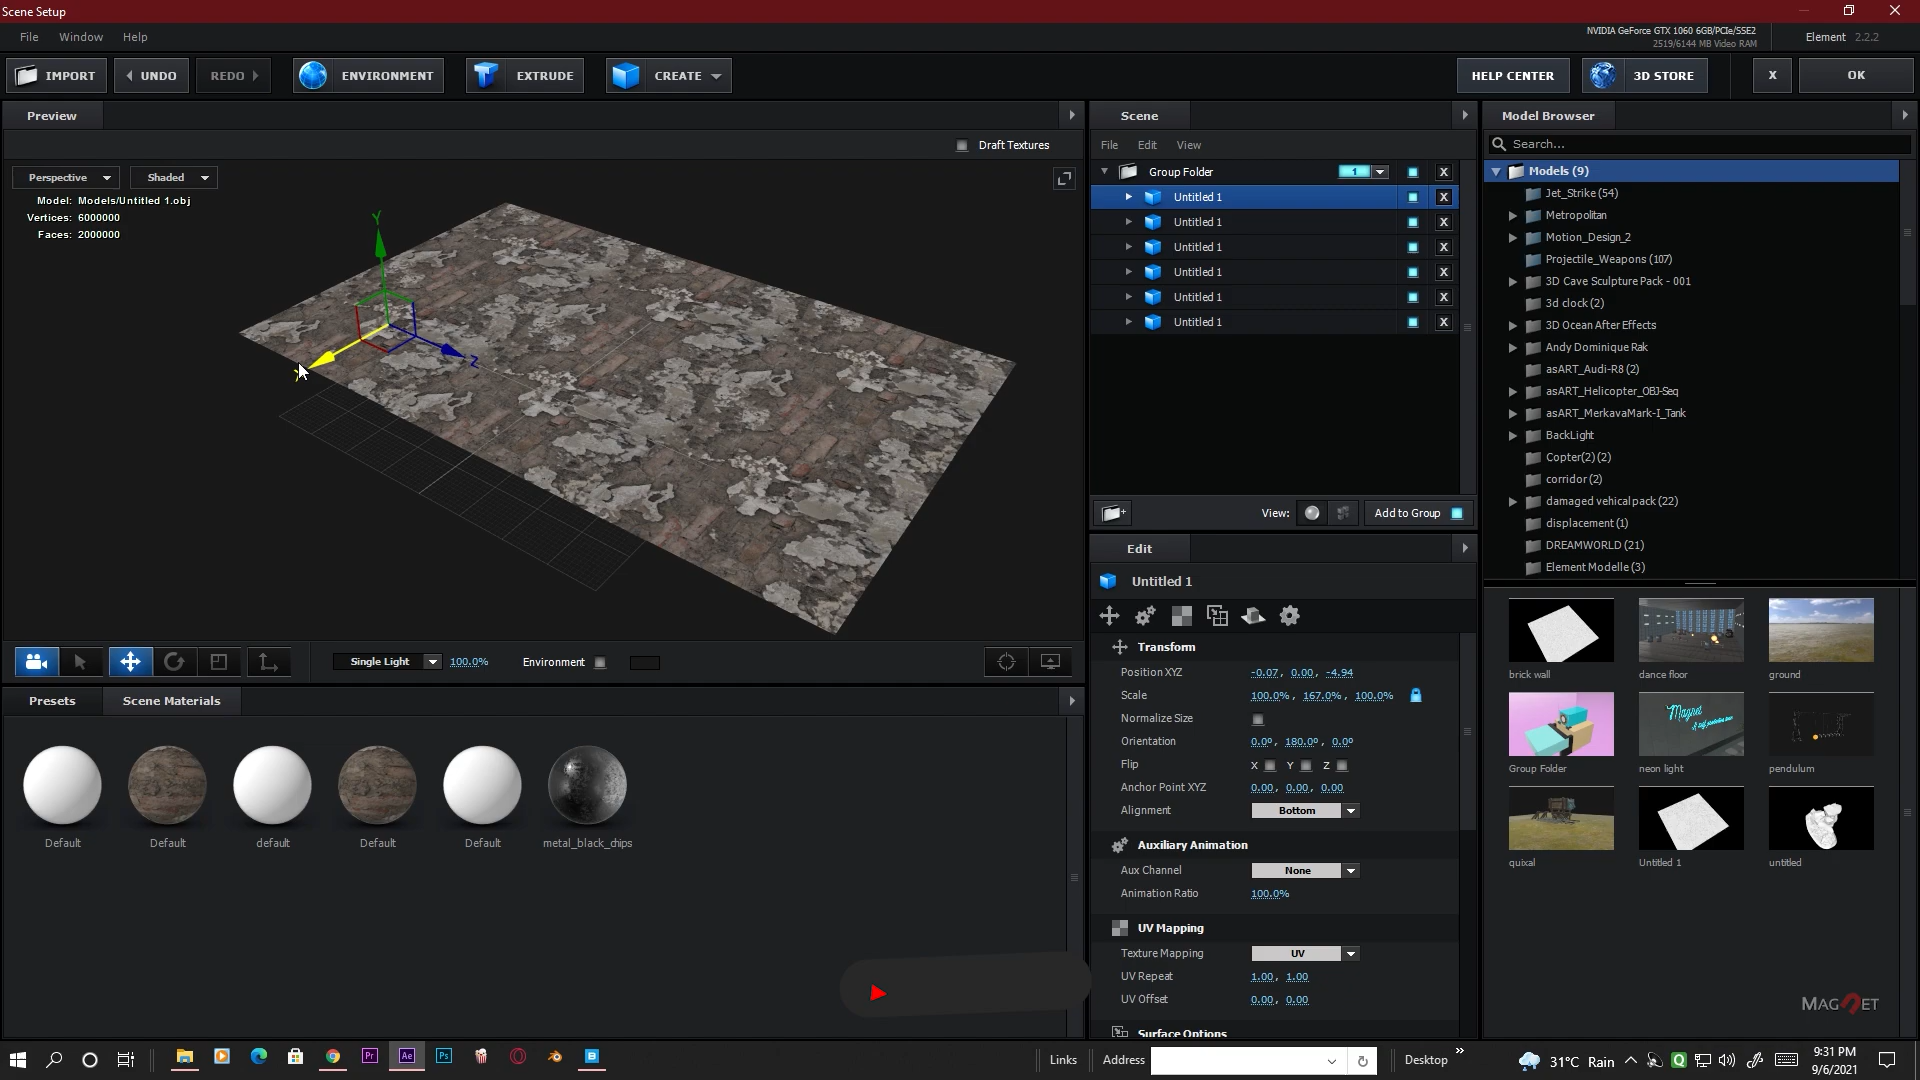 Scene Setup
File Window Help
NVIDIA GeForce GTX 1060 6GB/PCIe/SSE2
2519/6144 MB Video RAM
Element 2.2.2
IMPORT UNDO REDO ENVIRONMENT EXTRUDE CREATE HELP CENTER 3D STORE X OK
Preview
Draft Textures
Perspective Shaded
Model: Models/Untitled 1.obj
Vertices: 6000000
Faces: 2000000
Y
Z
Single Light 100.0% Environment
Presets Scene Materials
Default
Default
default
Default
Default
metal_black_chips
Scene
File Edit View
Group Folder 1 X
Untitled 1 X
Untitled 1 X
Untitled 1 X
Untitled 1 X
Untitled 1 X
Untitled 1 X
View: Add to Group
Edit
Untitled 1
Transform
Position XYZ -0.07, 0.00, -4.94
Scale 100.0%, 167.0%, 100.0%
Normalize Size
Orientation 0.0º, 180.0º, 0.0º
Flip X Y Z
Anchor Point XYZ 0.00, 0.00, 0.00
Alignment Bottom
Auxiliary Animation
Aux Channel None
Animation Ratio 100.0%
UV Mapping
Texture Mapping UV
UV Repeat 1.00, 1.00
UV Offset 0.00, 0.00
Surface Options
Model Browser
Search...
Models (9)
Jet_Strike (54)
Metropolitan
Motion_Design_2
Projectile_Weapons (107)
3D Cave Sculpture Pack - 001
3d clock (2)
3D Ocean After Effects
Andy Dominique Rak
asART_Audi-R8 (2)
asART_Helicopter_OBJ-Seq
asART_MerkavaMark-I_Tank
BackLight
Copter(2) (2)
corridor (2)
damaged vehical pack (22)
displacement (1)
DREAMWORLD (21)
Element Modelle (3)
brick wall
dance floor
ground
Group Folder
neon light
pendulum
quixal
Untitled 1
untitled
Magnet
MAGNET
Pr Ae Ps
Links Address Desktop »
31°C Rain
9:31 PM
9/6/2021